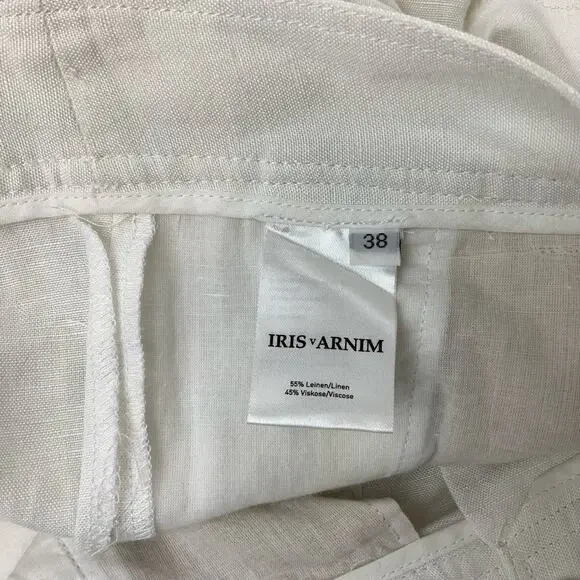 38
IRIS v ARNIM
55% Leinen/Linen
45% Viskose/Viscose